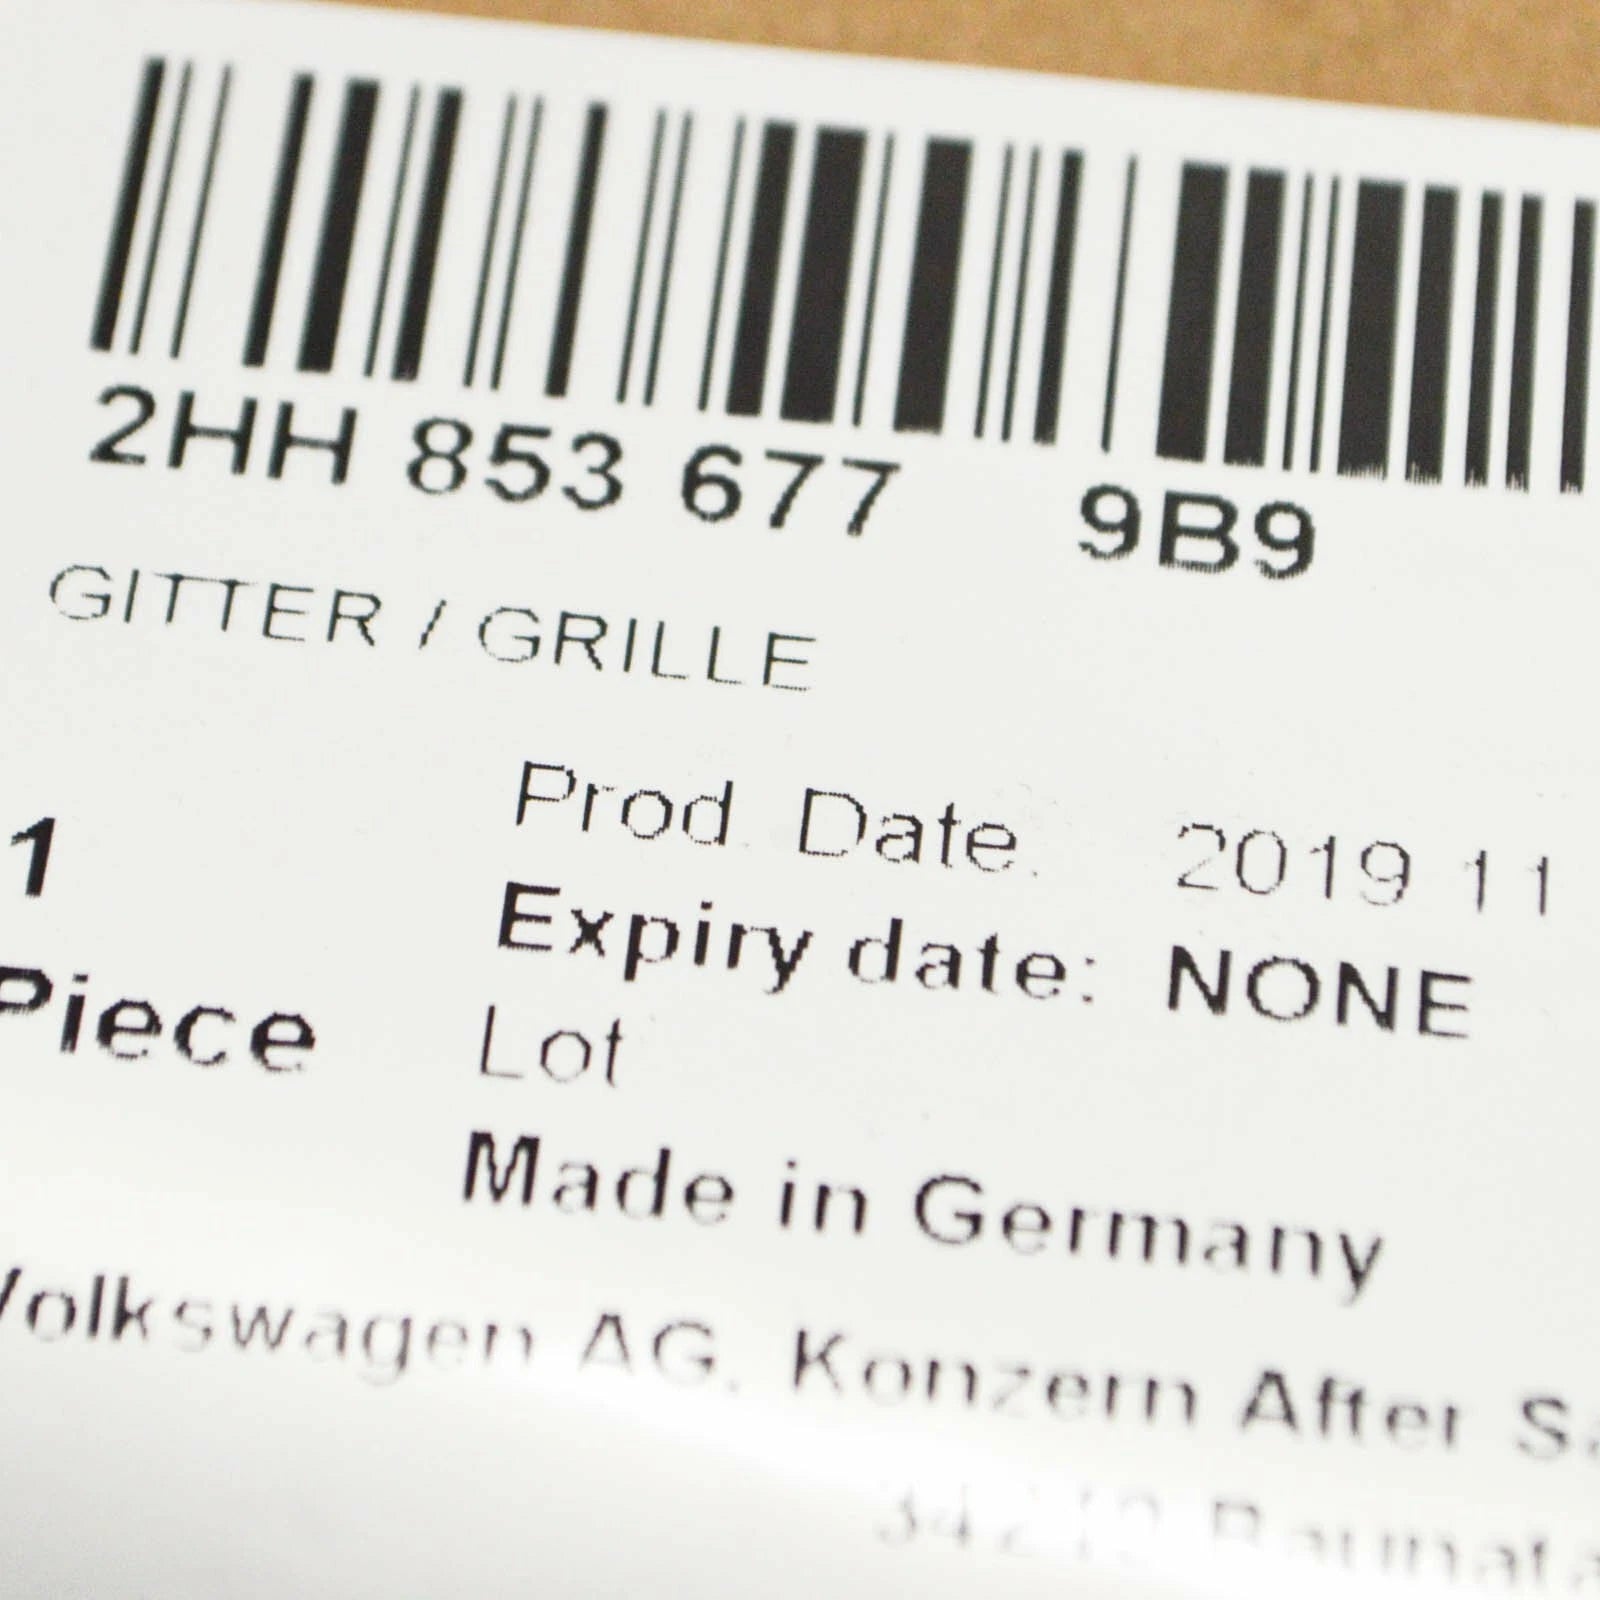 2HH 853 677 9B9
GITTER / GRILLE
Prod. Date. 2019 11
1 Expiry date: NONE
Piece Lot
Made in Germany
Volkswagen AG, Konzern After